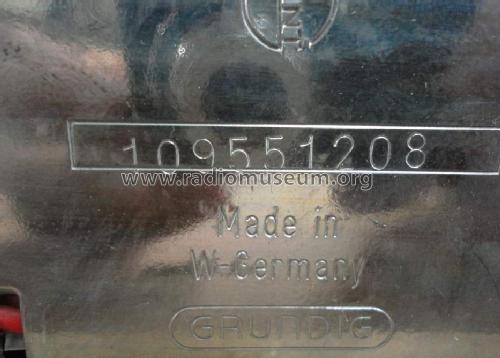 109551208
www.radiomuseum.org
Made in
W-Germany
GRUNDIG